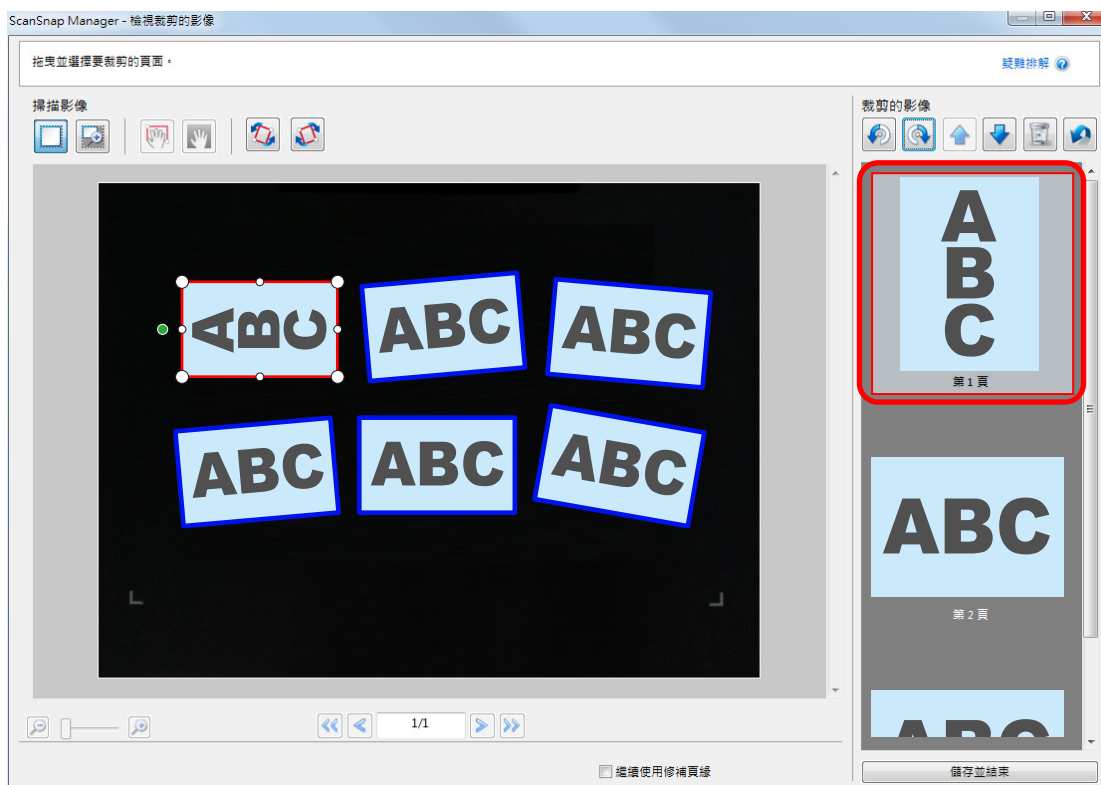 ScanSnap Manager - 檢視裁剪的影像
拖曳並選擇要裁剪的頁面。
疑難排解
掃描影像
裁剪的影像
ABC
ABC
ABC
ABC
ABC
ABC
A
B
C
第 1 頁
ABC
第 2 頁
ABC
1/1
繼續使用修補頁緣
儲存並結束